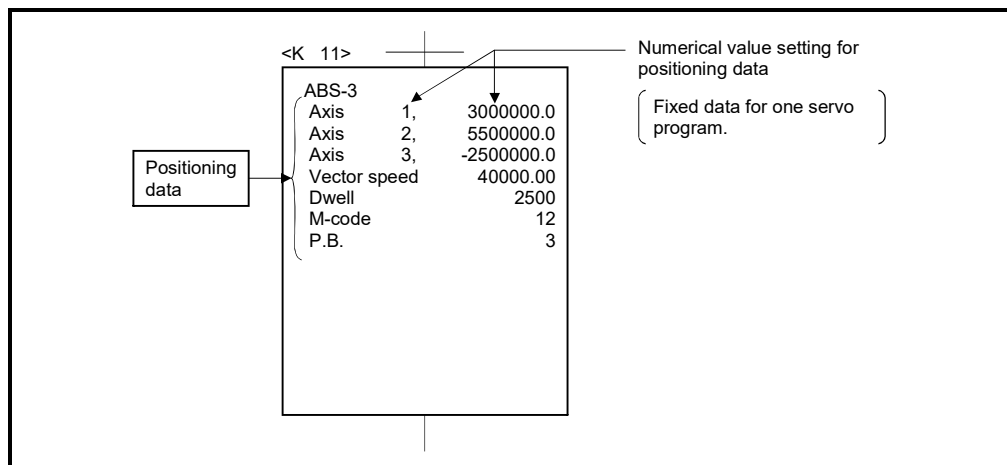 <K 11>
Numerical value setting for
positioning data
Fixed data for one servo
program.
ABS-3
Axis 1, 3000000.0
Axis 2, 5500000.0
Axis 3, -2500000.0
Vector speed 40000.00
Dwell 2500
M-code 12
P.B. 3
Positioning
data